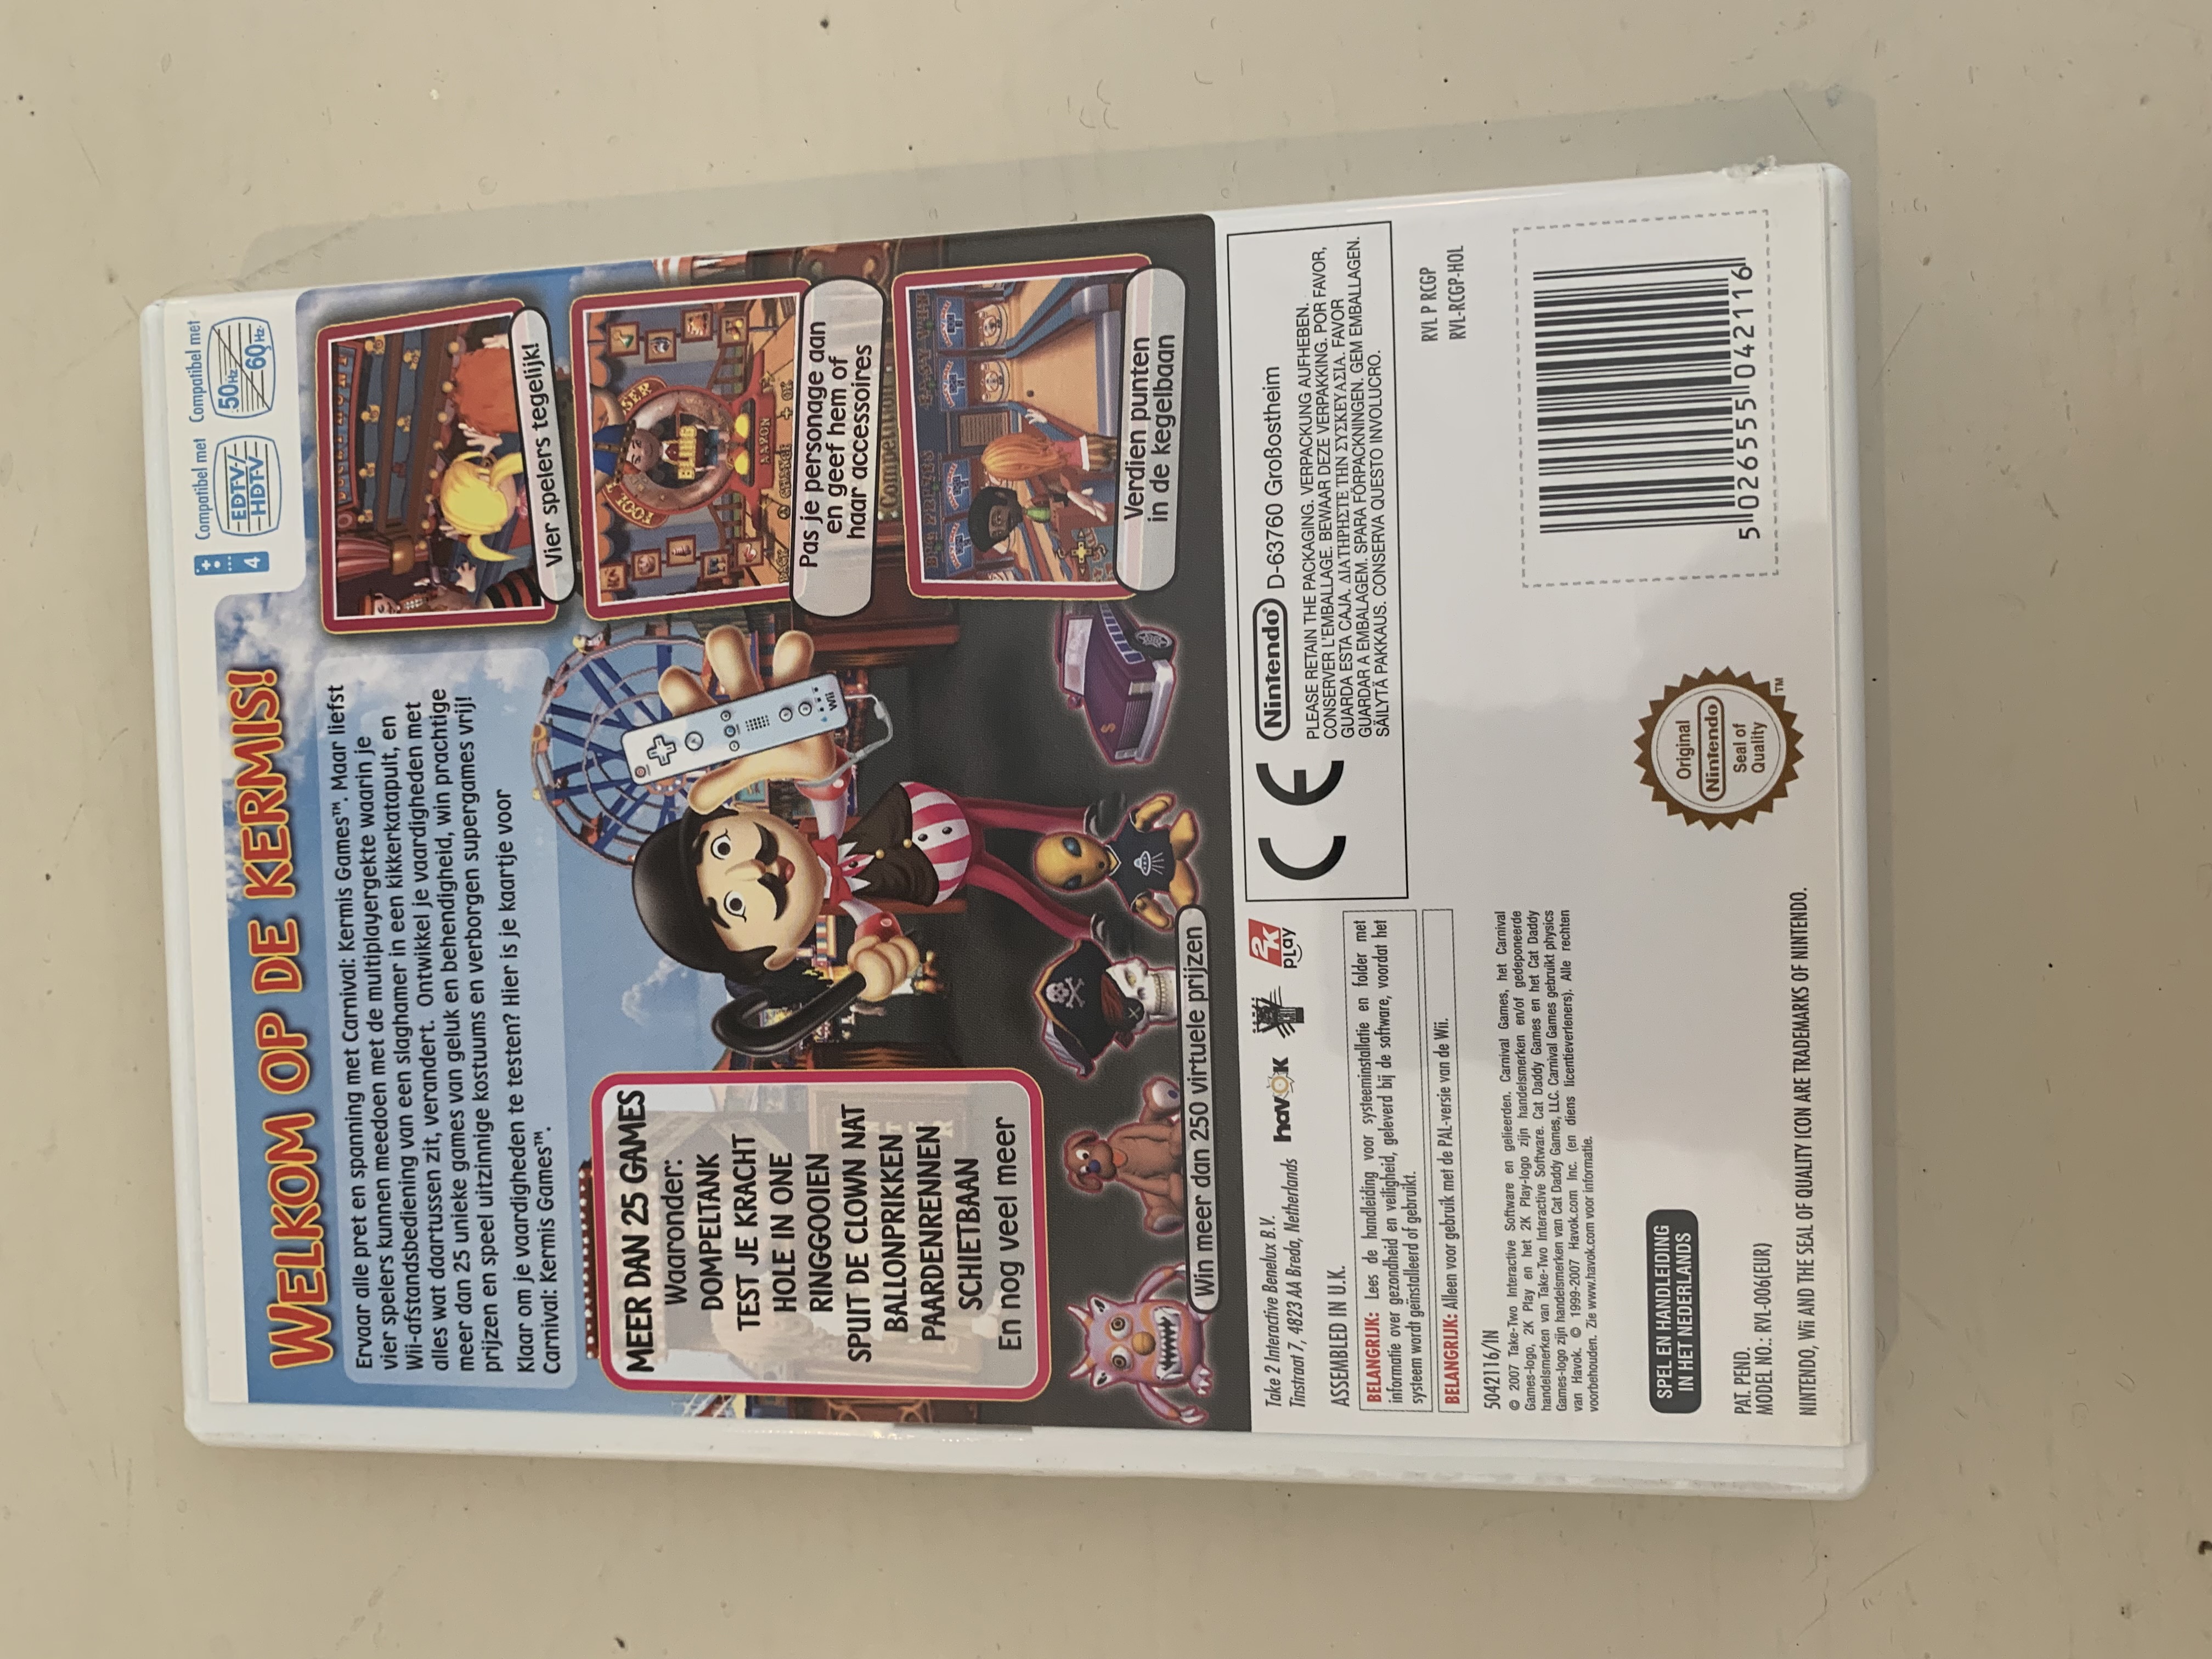 Compatibel met
EDTV/
HDTV
Compatibel met
50Hz
60Hz
4
WELKOM OP DE KERMIS!
Ervaar alle pret en spanning met Carnival: Kermis Games™. Maar liefst
vier spelers kunnen meedoen met de multiplayergekte waarin je
Wii-afstandsbediening van een slaghamer in een kikkerkatapult, en
alles wat daartussen zit, verandert. Ontwikkel je vaardigheden met
meer dan 25 unieke games van geluk en behendigheid, win prachtige
prijzen en speel uitzinnige kostuums en verborgen supergames vrij!
Klaar om je vaardigheden te testen? Hier is je kaartje voor
Carnival: Kermis Games™.
Vier spelers tegelijk!
MEER DAN 25 GAMES
Waaronder:
DOMPELTANK
TEST JE KRACHT
HOLE IN ONE
RINGGOOIEN
SPUIT DE CLOWN NAT
BALLONPRIKKEN
PAARDENRENNEN
SCHIETBAAN
En nog veel meer
Wii
BLING
AARON
BACK
CHANGE
+ OK
Pas je personage aan
en geef hem of
haar accessoires
Competition
BIG PRIZES
EASY WIN
Verdien punten
in de kegelbaan
$
Win meer dan 250 virtuele prijzen
Take 2 Interactive Benelux B.V.
Tinstraat 7, 4823 AA Breda, Netherlands
havok
2K
PLAY
ASSEMBLED IN U.K.
BELANGRIJK: Lees de handleiding voor systeeminstallatie en folder met
informatie over gezondheid en veiligheid, geleverd bij de software, voordat het
systeem wordt geïnstalleerd of gebruikt.
BELANGRIJK: Alleen voor gebruik met de PAL-versie van de Wii.
CE
Nintendo®
D-63760 Großostheim
PLEASE RETAIN THE PACKAGING. VERPACKUNG AUFHEBEN.
CONSERVER L'EMBALLAGE. BEWAAR DEZE VERPAKKING. POR FAVOR,
GUARDA ESTA CAJA. ΔΙΑΤΗΡΗΣΤΕ ΤΗΝ ΣΥΣΚΕΥΑΣΙΑ. FAVOR
GUARDAR A EMBALAGEM. SPARA FÖRPACKNINGEN. GEM EMBALLAGEN.
SÄILYTÄ PAKKAUS. CONSERVA QUESTO INVOLUCRO.
RVL P RCGP
RVL-RCGP-HOL
5042116/IN
© 2007 Take-Two Interactive Software en gelieerden. Carnival Games, het Carnival
Games-logo, 2K Play en het 2K Play-logo zijn handelsmerken en/of gedeponeerde
handelsmerken van Take-Two Interactive Software. Cat Daddy Games en het Cat Daddy
Games-logo zijn handelsmerken van Cat Daddy Games, LLC. Carnival Games gebruikt physics
van Havok. © 1999-2007 Havok.com Inc. (en diens licentieverleners). Alle rechten
voorbehouden. Zie www.havok.com voor informatie.
SPEL EN HANDLEIDING
IN HET NEDERLANDS
PAT. PEND.
MODEL NO.: RVL-006(EUR)
NINTENDO, Wii AND THE SEAL OF QUALITY ICON ARE TRADEMARKS OF NINTENDO.
Original
Nintendo
Seal of
Quality
TM
5 026555 042116